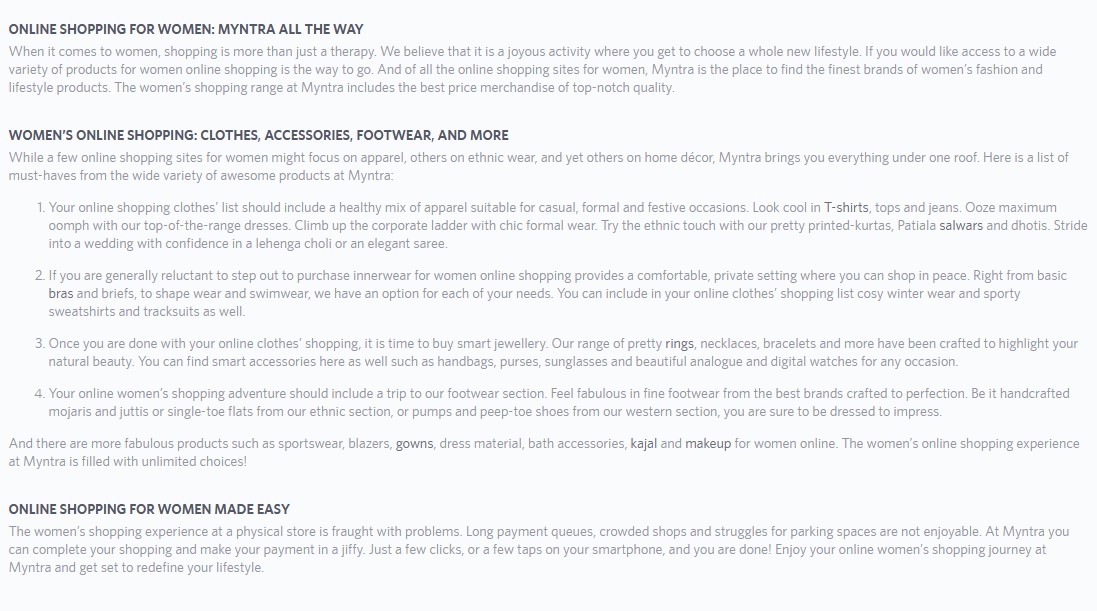 ONLINE SHOPPING FOR WOMEN: MYNTRA ALL THE WAY
When it comes to women, shopping is more than just a therapy. We believe that it is a joyous activity where you get to choose a whole new lifestyle. If you would like access to a wide
variety of products for women online shopping is the way to go. And of all the online shopping sites for women, Myntra is the place to find the finest brands of women's fashion and
lifestyle products. The women's shopping range at Myntra includes the best price merchandise of top-notch quality.
WOMEN'S ONLINE SHOPPING: CLOTHES, ACCESSORIES, FOOTWEAR, AND MORE
While a few online shopping sites for women might focus on apparel, others on ethnic wear, and yet others on home décor, Myntra brings you everything under one roof. Here is a list of
must-haves from the wide variety of awesome products at Myntra:
1. Your online shopping clothes' list should include a healthy mix of apparel suitable for casual, formal and festive occasions. Look cool in T-shirts, tops and jeans. Ooze maximum
oomph with our top-of-the-range dresses. Climb up the corporate ladder with chic formal wear. Try the ethnic touch with our pretty printed-kurtas, Patiala salwars and dhotis. Stride
into a wedding with confidence in a lehenga choli or an elegant saree.
2. If you are generally reluctant to step out to purchase innerwear for women online shopping provides a comfortable, private setting where you can shop in peace. Right from basic
bras and briefs, to shape wear and swimwear, we have an option for each of your needs. You can include in your online clothes' shopping list cosy winter wear and sporty
sweatshirts and tracksuits as well.
3. Once you are done with your online clothes' shopping, it is time to buy smart jewellery. Our range of pretty rings, necklaces, bracelets and more have been crafted to highlight your
natural beauty. You can find smart accessories here as well such as handbags, purses, sunglasses and beautiful analogue and digital watches for any occasion.
4. Your online women's shopping adventure should include a trip to our footwear section. Feel fabulous in fine footwear from the best brands crafted to perfection. Be it handcrafted
mojaris and juttis or single-toe flats from our ethnic section, or pumps and peep-toe shoes from our western section, you are sure to be dressed to impress.
And there are more fabulous products such as sportswear, blazers, gowns, dress material, bath accessories, kajal and makeup for women online. The women's online shopping experience
at Myntra is filled with unlimited choices!
ONLINE SHOPPING FOR WOMEN MADE EASY
The women's shopping experience at a physical store is fraught with problems. Long payment queues, crowded shops and struggles for parking spaces are not enjoyable. At Myntra you
can complete your shopping and make your payment in a jiffy. Just a few clicks, or a few taps on your smartphone, and you are done! Enjoy your online women's shopping journey at
Myntra and get set to redefine your lifestyle.